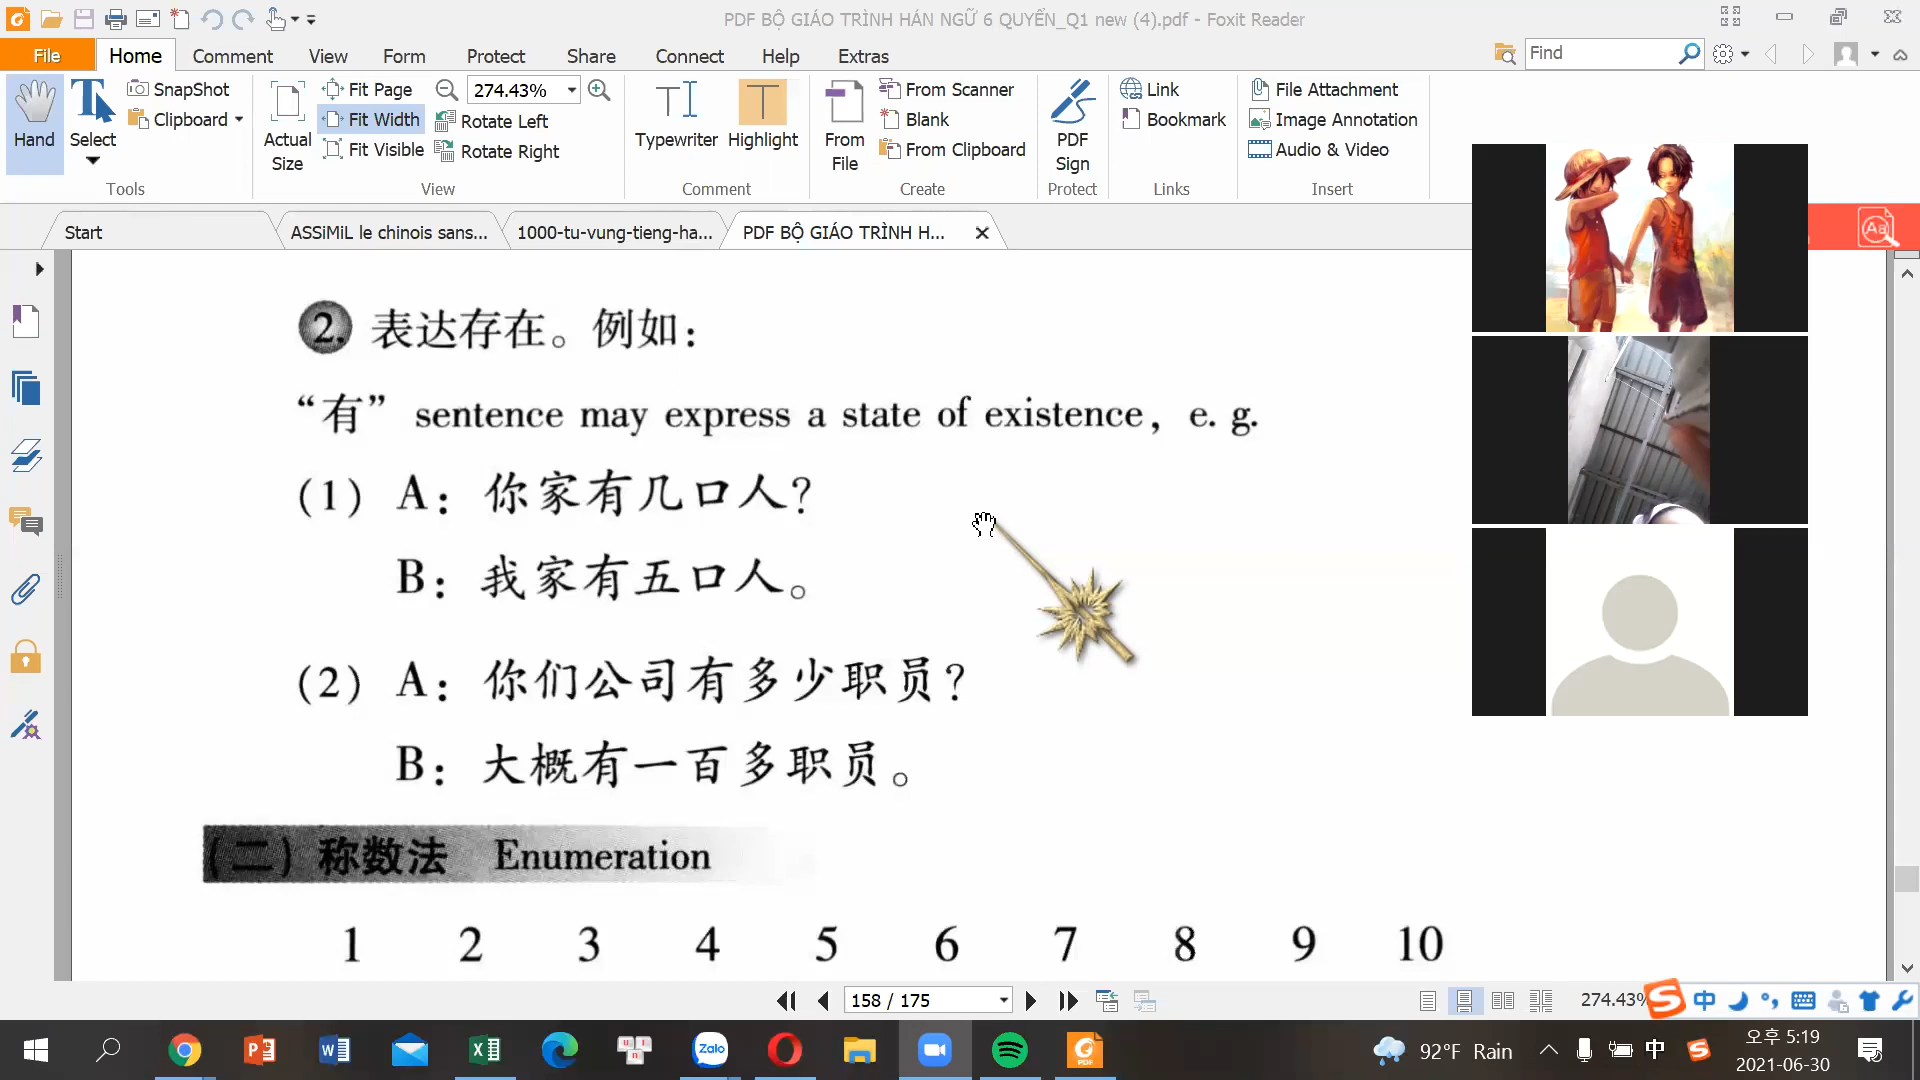 PDF BỘ GIÁO TRÌNH HÁN NGỮ 6 QUYỂN_Q1 new (4).pdf - Foxit Reader
File Home Comment View Form Protect Share Connect Help Extras Find
Hand Select SnapShot Clipboard Tools
Actual Size Fit Page Fit Width Fit Visible 274.43% Rotate Left Rotate Right View
Typewriter Highlight Comment
From File From Scanner Blank From Clipboard Create
PDF Sign Protect
Link Bookmark Links
File Attachment Image Annotation Audio & Video Insert
Start ASSiMiL le chinois sans... 1000-tu-vung-tieng-ha... PDF BỘ GIÁO TRÌNH H...
2. 表达存在。例如：
“有” sentence may express a state of existence, e. g.
(1) A：你家有几口人？
B：我家有五口人。
(2) A：你们公司有多少职员？
B：大概有一百多职员。
(二) 称数法 Enumeration
1 2 3 4 5 6 7 8 9 10
158 / 175 274.43% 中
Zalo 92°F Rain 中 오후 5:19
2021-06-30